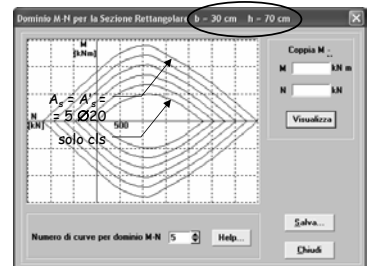 Dominio M-N per la Sezione Rettangolare b = 30 cm h = 70 cm
M
[kNm]
Coppia M -
M kN m
N kN
Visualizza
A's = As =
N
[kN]
= 5 Ø20
500
solo cls
Numero di curve per dominio M-N 5 Help...
Salva...
Chiudi